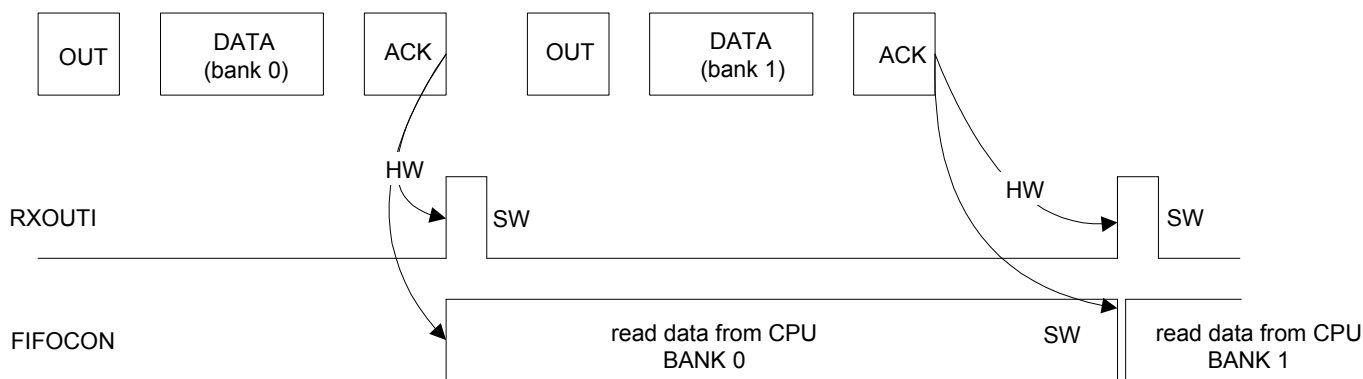 OUT
DATA
(bank 0)
ACK
OUT
DATA
(bank 1)
ACK
HW
HW
RXOUTI
SW
SW
FIFOCON
read data from CPU
BANK 0
SW
read data from CPU
BANK 1